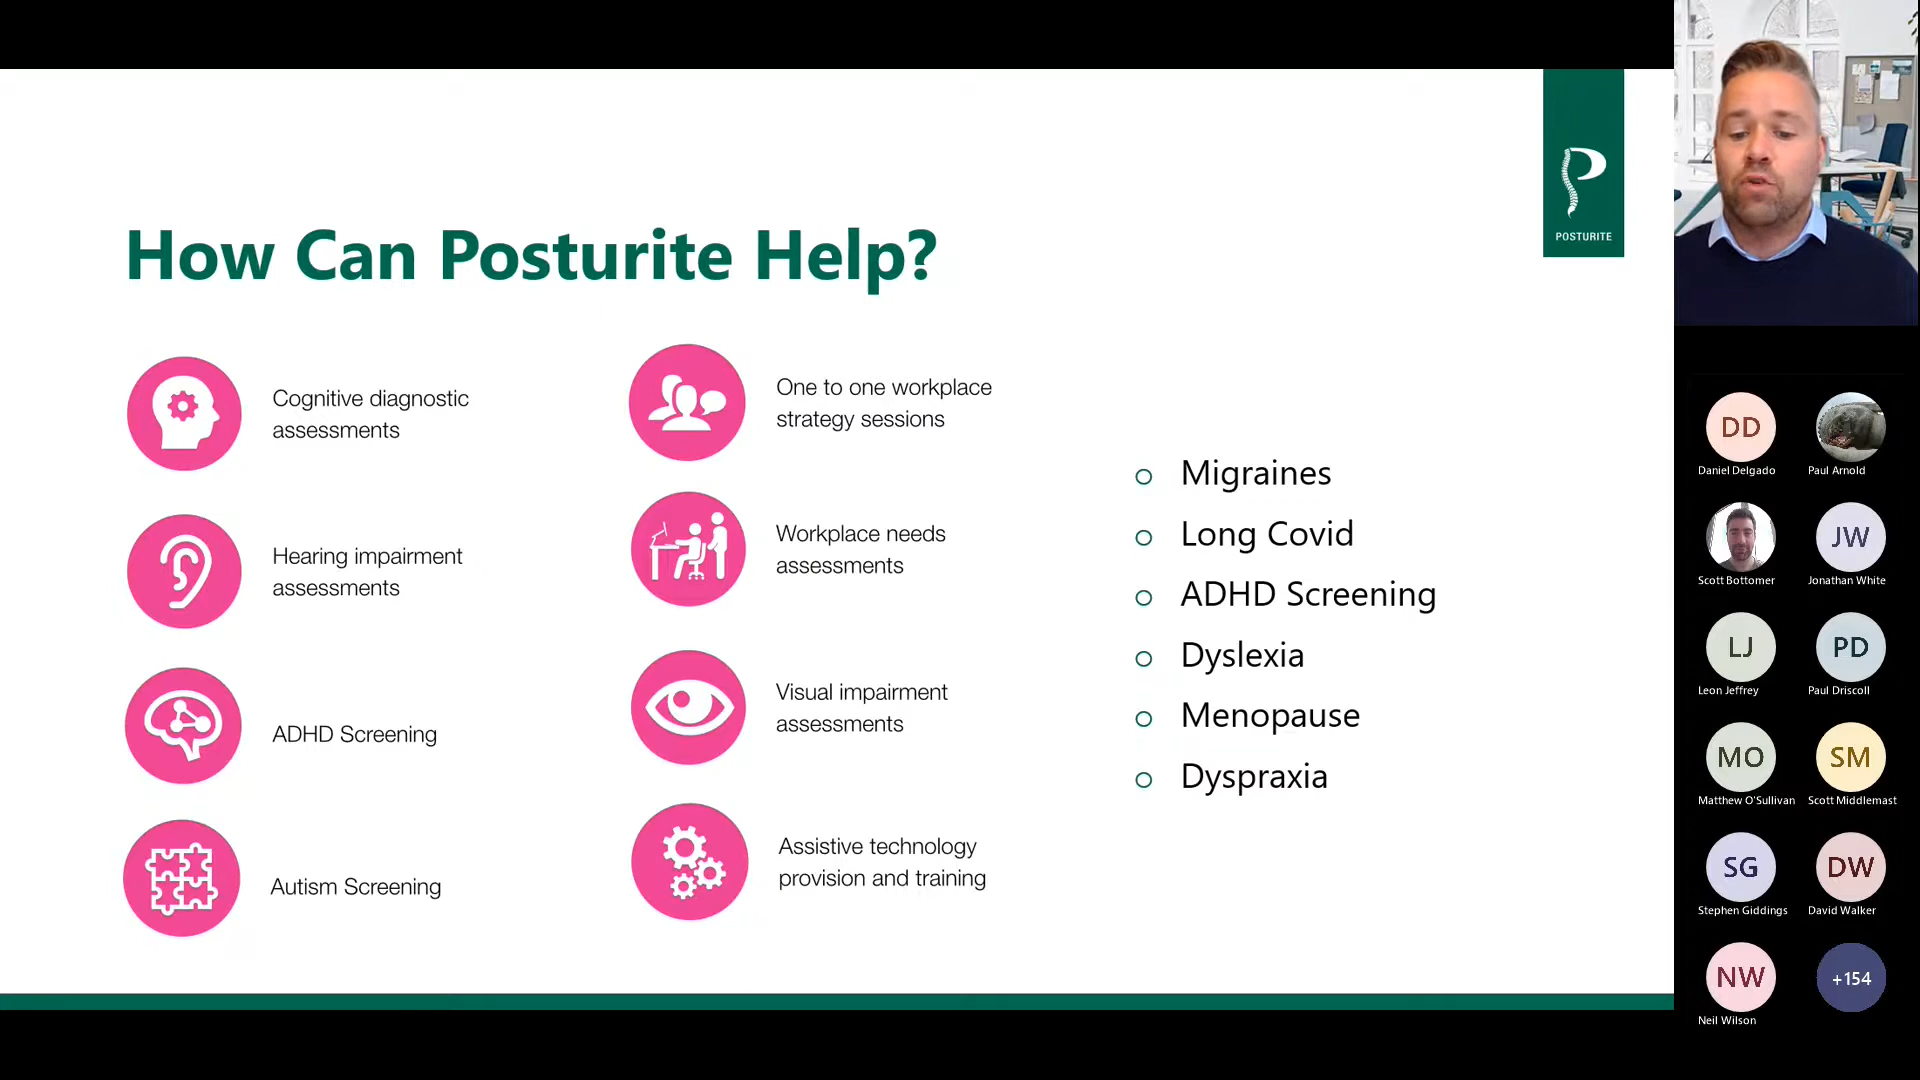 POSTURITE
How Can Posturite Help?
Cognitive diagnostic
assessments
Hearing impairment
assessments
ADHD Screening
Autism Screening
One to one workplace
strategy sessions
Workplace needs
assessments
Visual impairment
assessments
Assistive technology
provision and training
Migraines
Long Covid
ADHD Screening
Dyslexia
Menopause
Dyspraxia
DD
Daniel Delgado
Paul Arnold
Scott Bottomer
JW
Jonathan White
LJ
Leon Jeffrey
PD
Paul Driscoll
MO
Matthew O'Sullivan
SM
Scott Middlemast
SG
Stephen Giddings
DW
David Walker
NW
Neil Wilson
+154